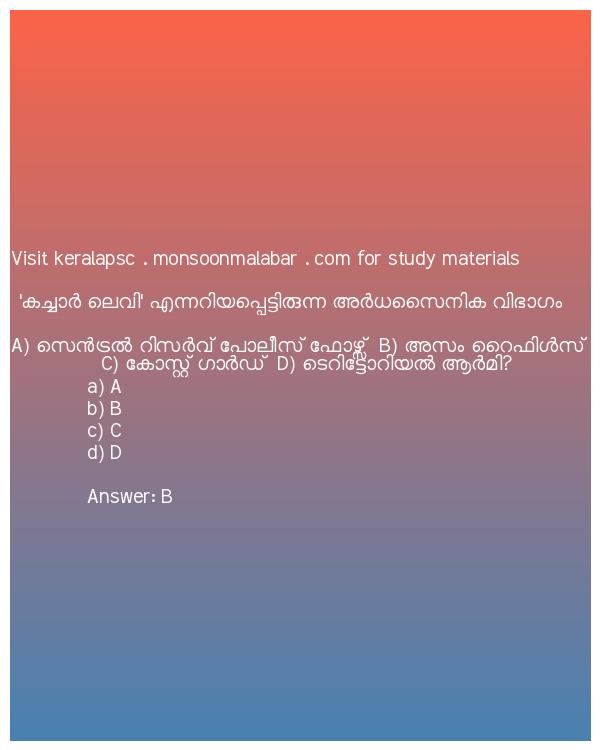 Visit keralapsc . monsoonmalabar . com for study materials
'കച്ചാർ ലെവി' എന്നറിയപ്പെട്ടിരുന്ന അർധസൈനിക വിഭാഗം
A) സെൻട്രൽ റിസർവ് പോലീസ് ഫോഴ്സ്  B) അസം റൈഫിൾസ്
C) കോസ്റ്റ് ഗാർഡ്  D) ടെറിട്ടോറിയൽ ആർമി?
a) A
b) B
c) C
d) D
Answer: B